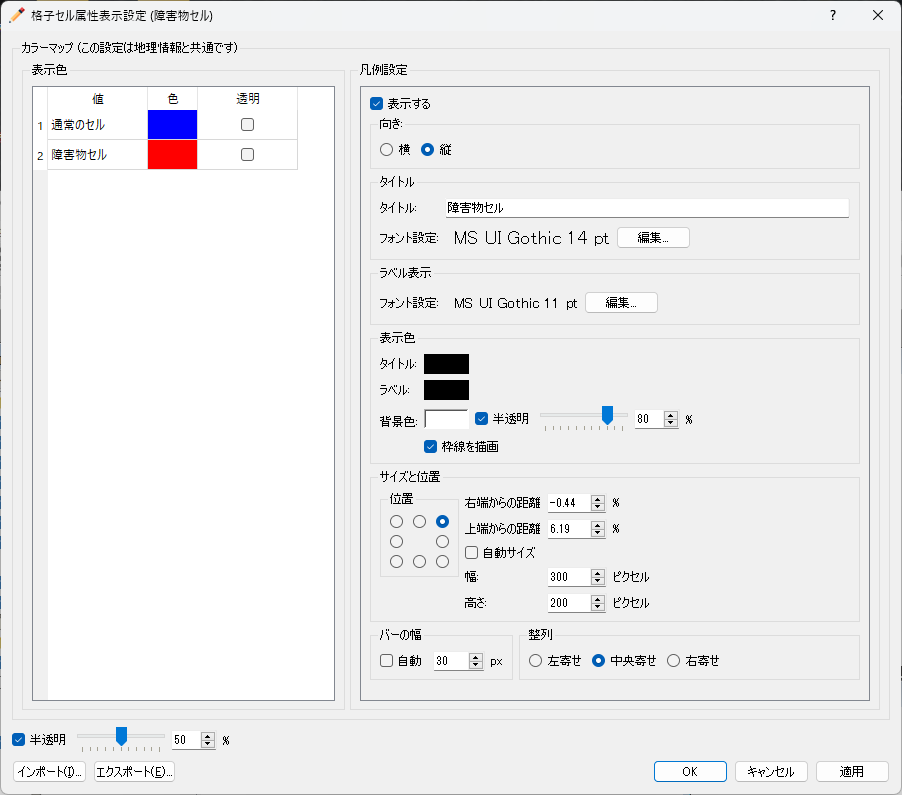 格子セル属性表示設定 (障害物セル)
カラーマップ (この設定は地理情報と共通です)
表示色
値 色 透明
1 通常のセル
2 障害物セル
凡例設定
表示する
向き:
横 縦
タイトル
タイトル: 障害物セル
フォント設定: MS UI Gothic 14 pt 編集...
ラベル表示
フォント設定: MS UI Gothic 11 pt 編集...
表示色
タイトル:
ラベル:
背景色: 半透明 80 %
枠線を描画
サイズと位置
位置
右端からの距離 -0.44 %
上端からの距離 6.19 %
自動サイズ
幅: 300 ピクセル
高さ: 200 ピクセル
バーの幅
自動 30 px
整列
左寄せ 中央寄せ 右寄せ
半透明 50 %
インポート(I)... エクスポート(E)...
OK キャンセル 適用